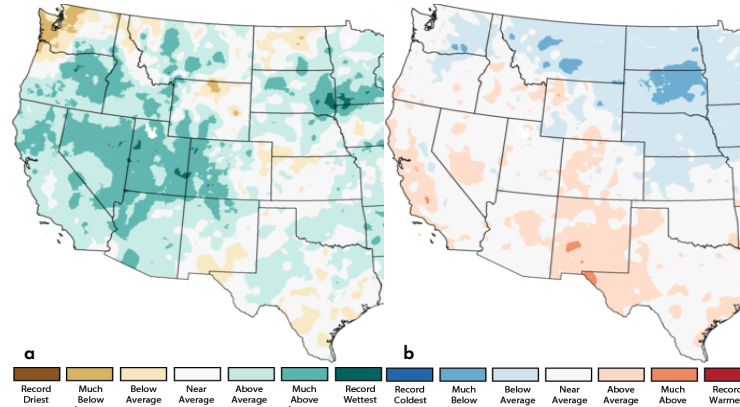 a
b
Record Driest
Much Below
Below Average
Near Average
Above Average
Much Above
Record Wettest
Record Coldest
Much Below
Below Average
Near Average
Above Average
Much Above
Record Warme